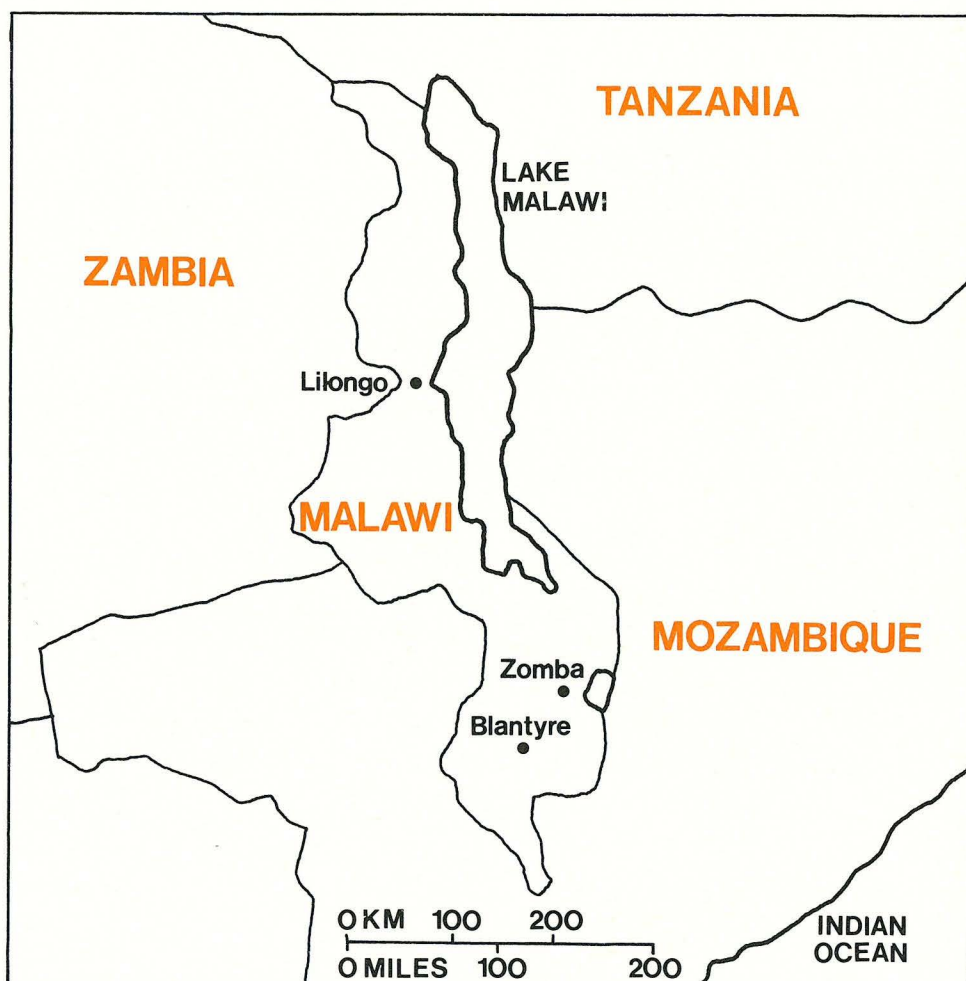 TANZANIA
LAKE
MALAWI
ZAMBIA
Lilongo
MALAWI
MOZAMBIQUE
Zomba
Blantyre
0 KM 100 200
0 MILES 100 200
INDIAN
OCEAN